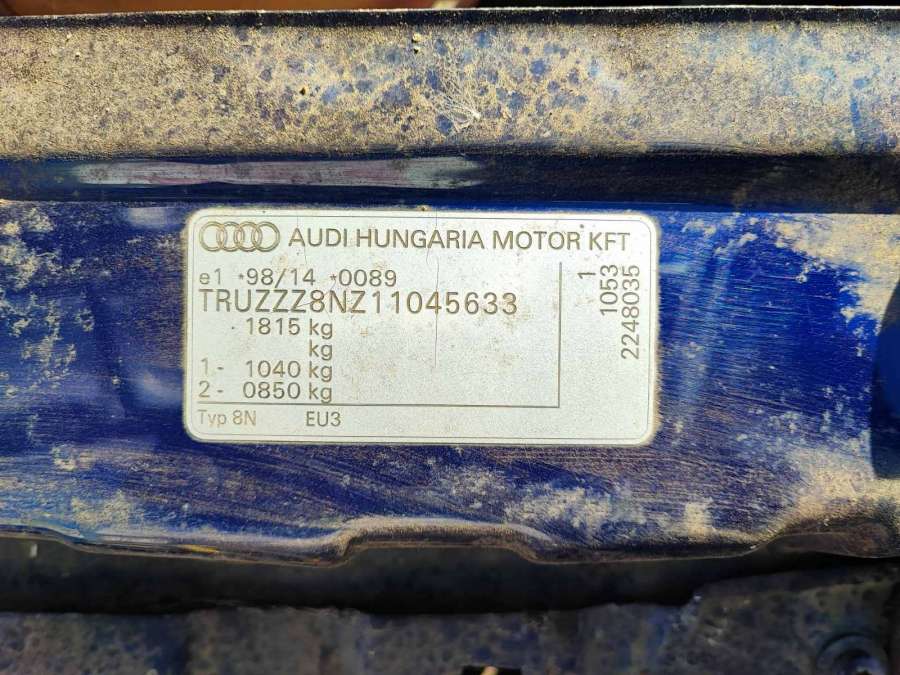 AUDI HUNGARIA MOTOR KFT
e1 *98/14 *0089
TRUZZZ8NZ11045633
1815 kg
kg
1- 1040 kg
2- 0850 kg
Typ 8N EU3
1
1053
2248035